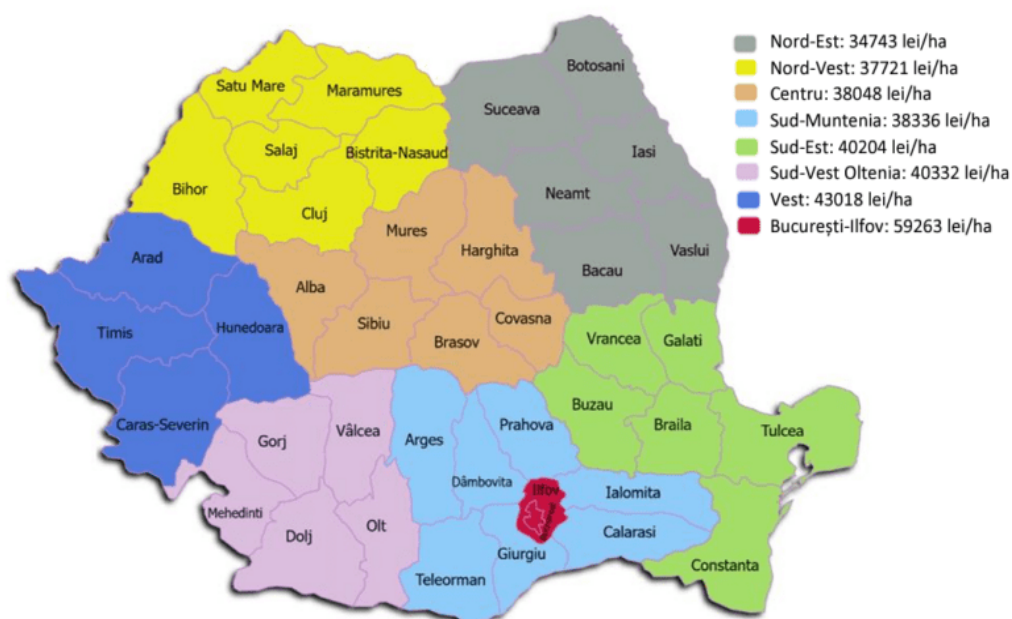 Nord-Est: 34743 lei/ha
Nord-Vest: 37721 lei/ha
Centru: 38048 lei/ha
Sud-Muntenia: 38336 lei/ha
Sud-Est: 40204 lei/ha
Sud-Vest Oltenia: 40332 lei/ha
Vest: 43018 lei/ha
București-Ilfov: 59263 lei/ha
Botosani
Satu Mare
Maramures
Suceava
Salaj
Bistrita-Nasaud
Iasi
Bihor
Neamt
Cluj
Mures
Harghita
Vaslui
Arad
Bacau
Alba
Covasna
Timis
Hunedoara
Sibiu
Brasov
Vrancea
Galati
Buzau
Caras-Severin
Gorj
Vâlcea
Arges
Prahova
Braila
Tulcea
Dâmbovita
Ilfov
Ialomita
Mehedinti
Dolj
Olt
Calarasi
Giurgiu
Constanta
Teleorman